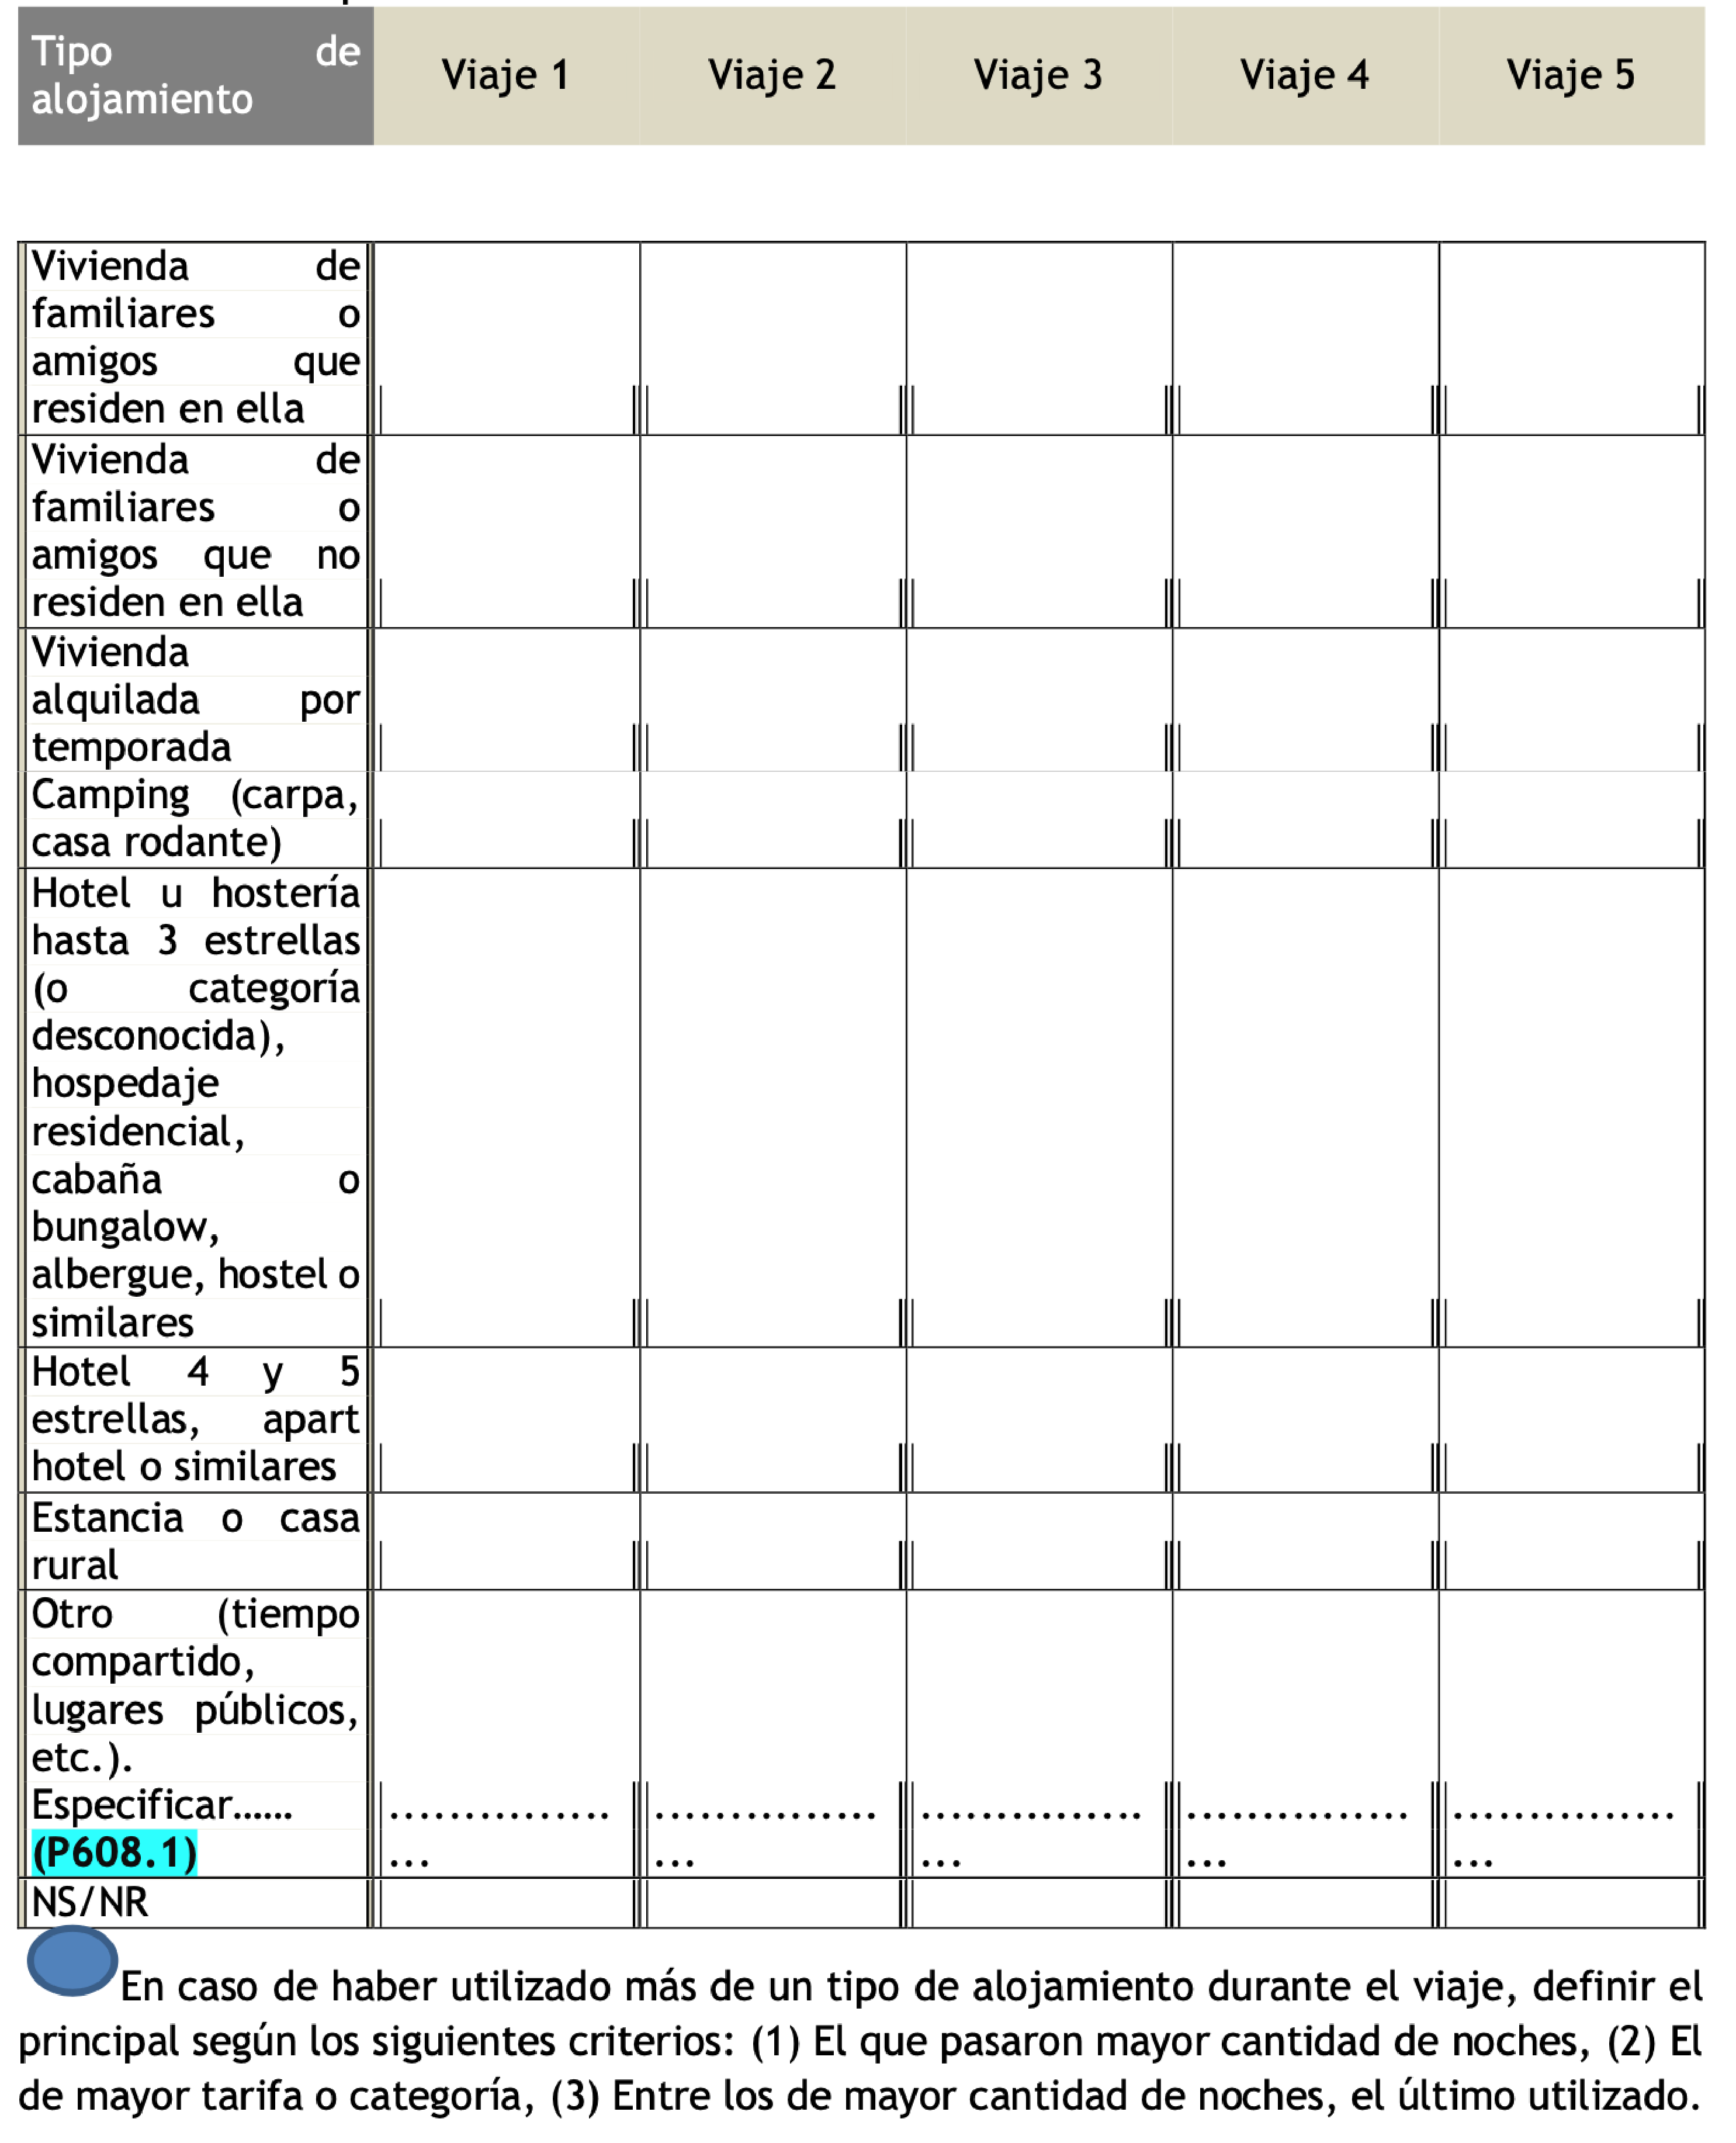 Tipo de
alojamiento
Viaje 1
Viaje 2
Viaje 3
Viaje 4
Viaje 5
Vivienda de
familiares o
amigos que
residen en ella
Vivienda de
familiares o
amigos que no
residen en ella
Vivienda
alquilada por
temporada
Camping (carpa,
casa rodante)
Hotel u hostería
hasta 3 estrellas
(o categoría
desconocida),
hospedaje
residencial,
cabaña o
bungalow,
albergue, hostel o
similares
Hotel 4 y 5
estrellas, apart
hotel o similares
Estancia o casa
rural
Otro (tiempo
compartido,
lugares públicos,
etc.).
Especificar...... ............... ............... ............... ............... ...............
(P608.1) ... ... ... ... ...
NS/NR
En caso de haber utilizado más de un tipo de alojamiento durante el viaje, definir el
principal según los siguientes criterios: (1) El que pasaron mayor cantidad de noches, (2) El
de mayor tarifa o categoría, (3) Entre los de mayor cantidad de noches, el último utilizado.